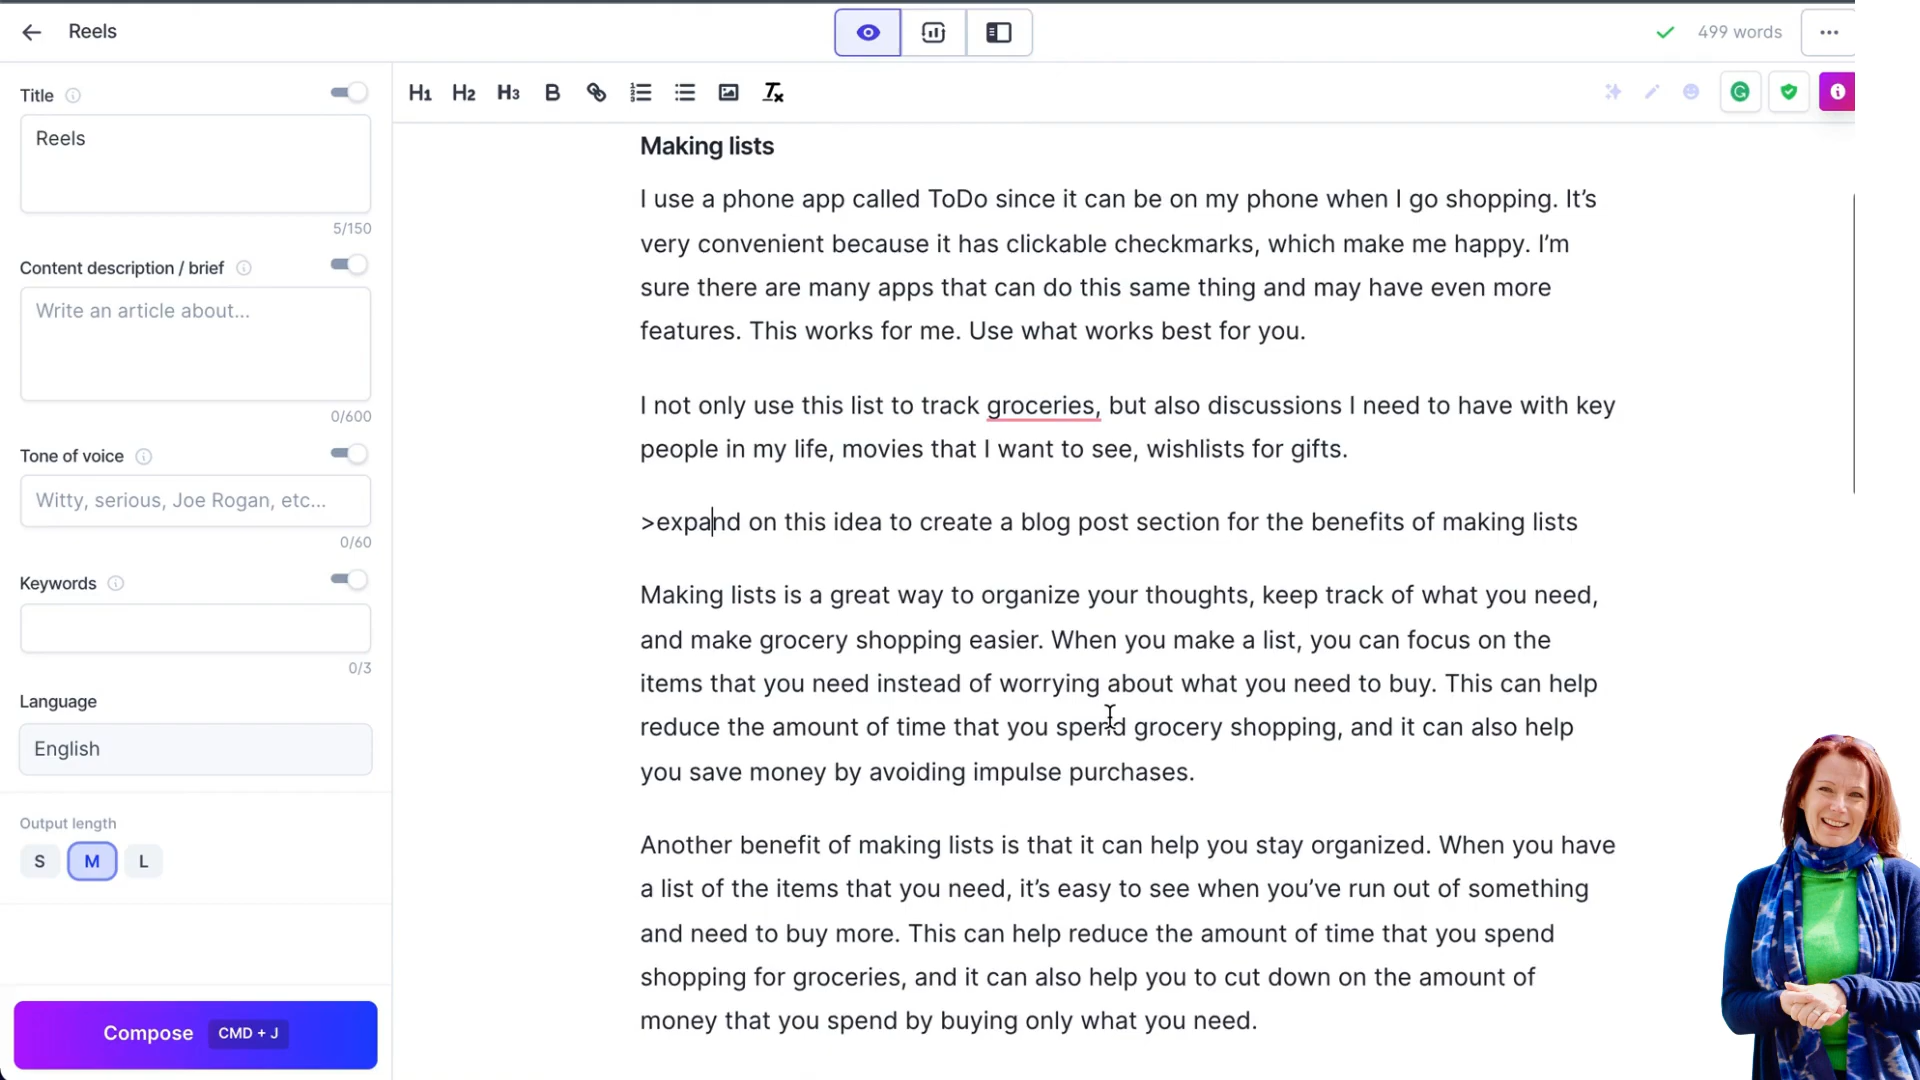 Reels
499 words
H1 H2 H3 B
Title
Reels
5/150
Content description / brief
Write an article about...
0/600
Tone of voice
Witty, serious, Joe Rogan, etc...
0/60
Keywords
0/3
Language
English
Output length
S M L
Compose CMD + J
Making lists
I use a phone app called ToDo since it can be on my phone when I go shopping. It’s
very convenient because it has clickable checkmarks, which make me happy. I’m
sure there are many apps that can do this same thing and may have even more
features. This works for me. Use what works best for you.
I not only use this list to track groceries, but also discussions I need to have with key
people in my life, movies that I want to see, wishlists for gifts.
>expand on this idea to create a blog post section for the benefits of making lists
Making lists is a great way to organize your thoughts, keep track of what you need,
and make grocery shopping easier. When you make a list, you can focus on the
items that you need instead of worrying about what you need to buy. This can help
reduce the amount of time that you spend grocery shopping, and it can also help
you save money by avoiding impulse purchases.
Another benefit of making lists is that it can help you stay organized. When you have
a list of the items that you need, it’s easy to see when you’ve run out of something
and need to buy more. This can help reduce the amount of time that you spend
shopping for groceries, and it can also help you to cut down on the amount of
money that you spend by buying only what you need.